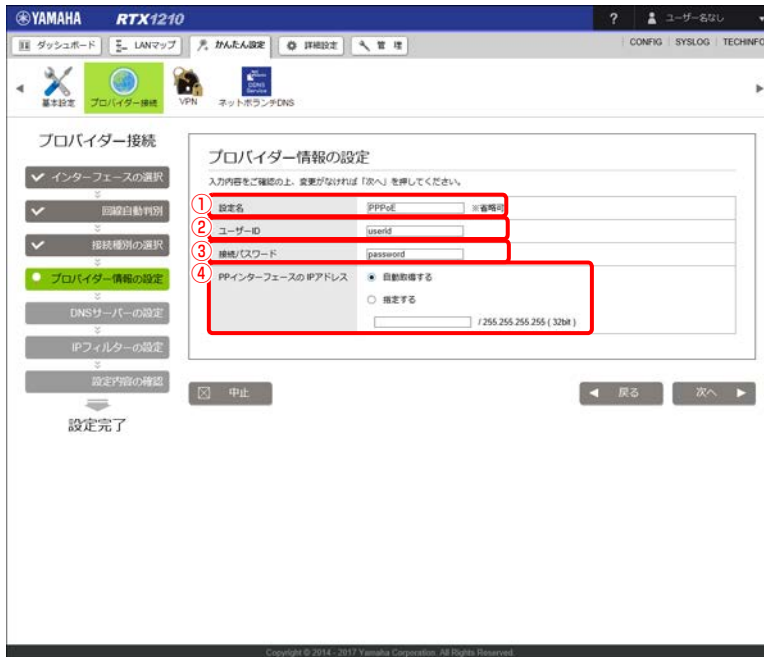 YAMAHA RTX1210 ? ユーザー名なし
ダッシュボード LANマップ かんたん設定 詳細設定 管 理 CONFIG SYSLOG TECHINFO
CDNS Service
基本設定 プロバイダー接続 VPN ネットボランチDNS
プロバイダー接続
インターフェースの選択
回線自動判別
接続種別の選択
プロバイダー情報の設定
DNSサーバーの設定
IPフィルターの設定
設定内容の確認
設定完了
プロバイダー情報の設定
入力内容をご確認の上、変更がなければ「次へ」を押してください。
① 設定名 PPPoE ※省略可
② ユーザーID userid
③ 接続パスワード password
④ PPインターフェースの IPアドレス 自動取得する
指定する
/ 255.255.255.255 ( 32bit )
中止 戻る 次へ
Copyright © 2014 - 2017 Yamaha Corporation. All Rights Reserved.